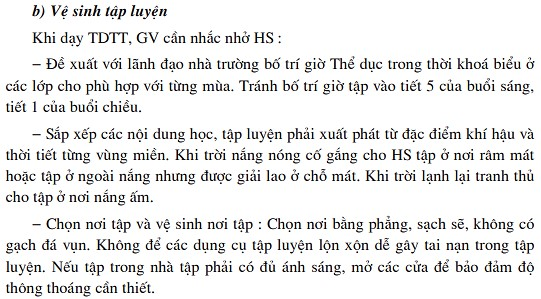 b) Vệ sinh tập luyện
Khi dạy TDTT, GV cần nhắc nhở HS :
– Đề xuất với lãnh đạo nhà trường bố trí giờ Thể dục trong thời khoá biểu ở
các lớp cho phù hợp với từng mùa. Tránh bố trí giờ tập vào tiết 5 của buổi sáng,
tiết 1 của buổi chiều.
– Sắp xếp các nội dung học, tập luyện phải xuất phát từ đặc điểm khí hậu và
thời tiết từng vùng miền. Khi trời nắng nóng cố gắng cho HS tập ở nơi râm mát
hoặc tập ở ngoài nắng nhưng được giải lao ở chỗ mát. Khi trời lạnh lại tranh thủ
cho tập ở nơi nắng ấm.
– Chọn nơi tập và vệ sinh nơi tập : Chọn nơi bằng phẳng, sạch sẽ, không có
gạch đá vụn. Không để các dụng cụ tập luyện lộn xộn dễ gây tai nạn trong tập
luyện. Nếu tập trong nhà tập phải có đủ ánh sáng, mở các cửa để bảo đảm độ
thông thoáng cần thiết.